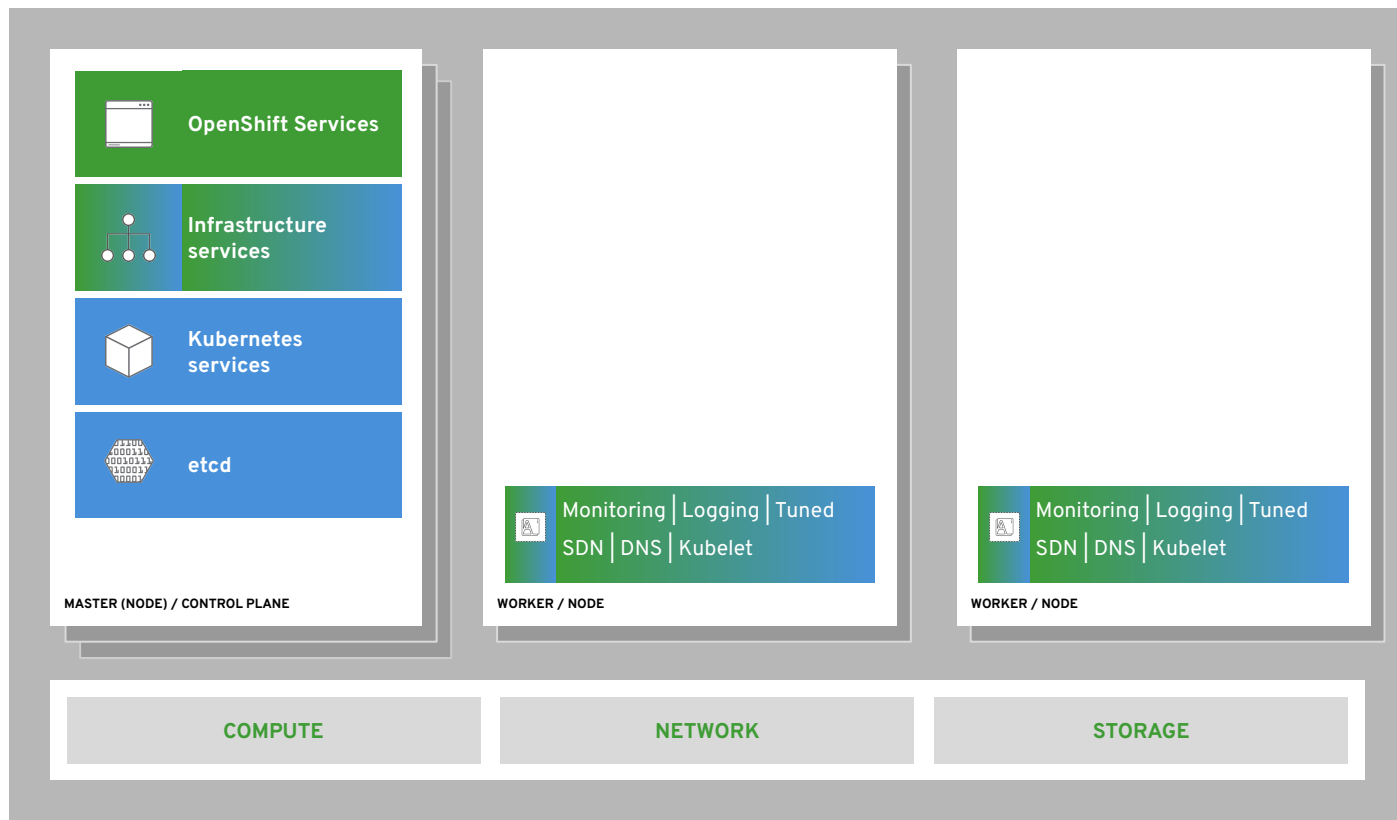 OpenShift Services
Infrastructure
services
Kubernetes
services
etcd
MASTER (NODE) / CONTROL PLANE
Monitoring | Logging | Tuned
SDN | DNS | Kubelet
WORKER / NODE
Monitoring | Logging | Tuned
SDN | DNS | Kubelet
WORKER / NODE
COMPUTE
NETWORK
STORAGE